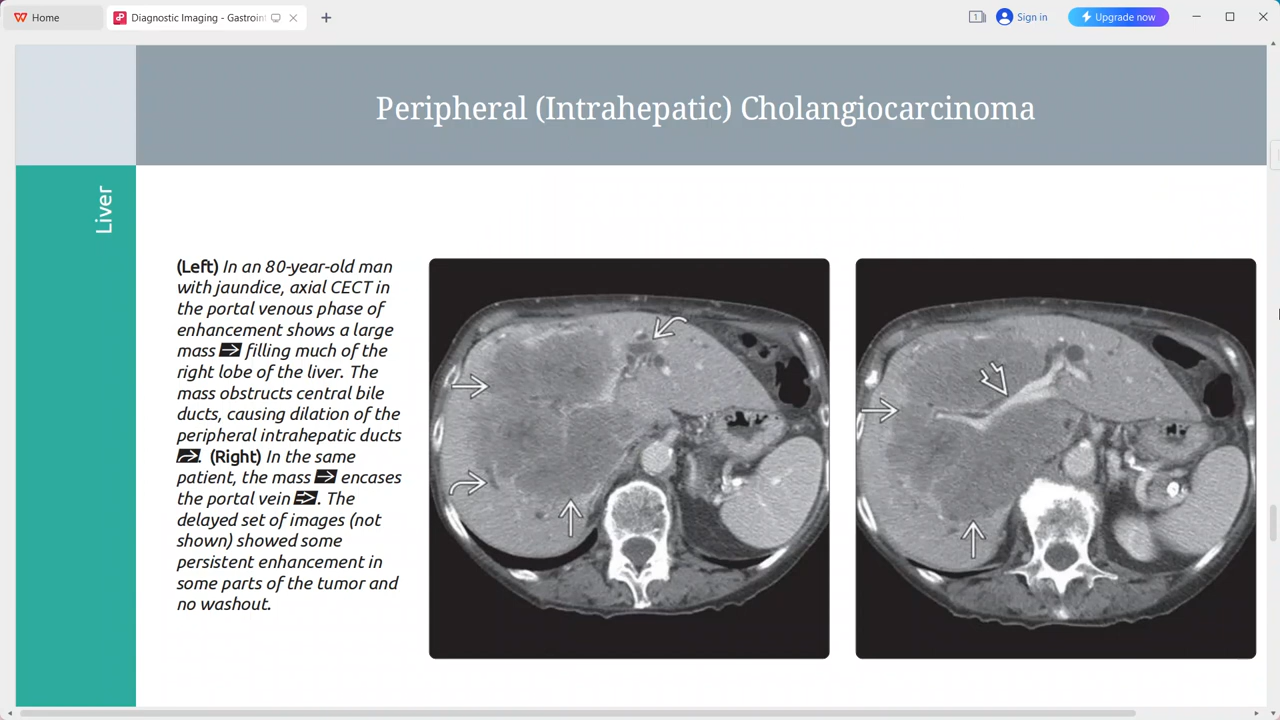 Home
Diagnostic Imaging - Gastroint
1
Sign in
Upgrade now
Peripheral (Intrahepatic) Cholangiocarcinoma
Liver
(Left) In an 80-year-old man
with jaundice, axial CECT in
the portal venous phase of
enhancement shows a large
mass ➡ filling much of the
right lobe of the liver. The
mass obstructs central bile
ducts, causing dilation of the
peripheral intrahepatic ducts
. (Right) In the same
patient, the mass ➡ encases
the portal vein ➡. The
delayed set of images (not
shown) showed some
persistent enhancement in
some parts of the tumor and
no washout.